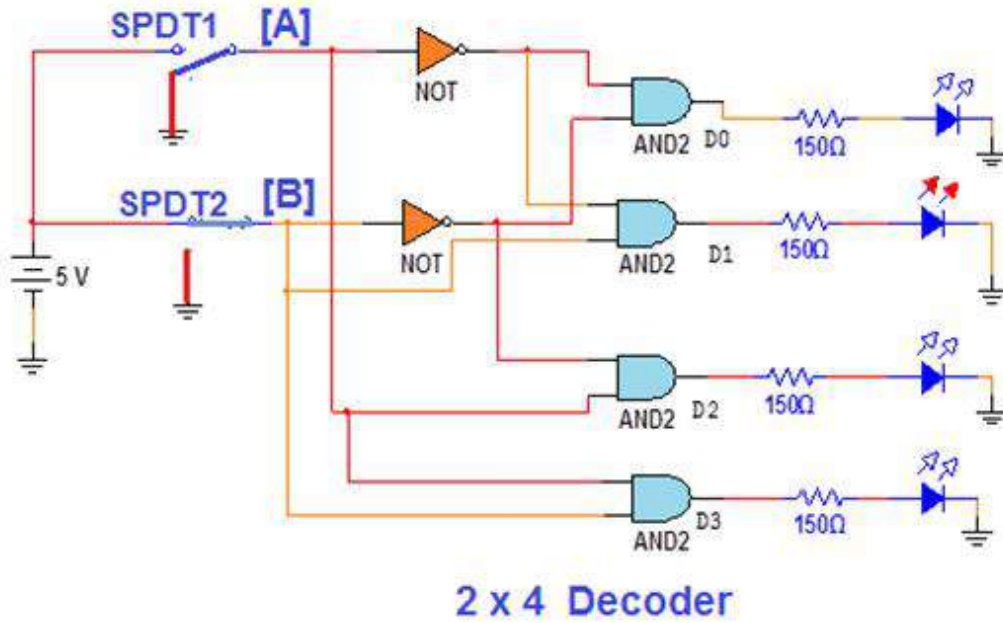 SPDT1 [A]
NOT
AND2 D0
150Ω
SPDT2 [B]
NOT
AND2 D1
150Ω
5 V
AND2 D2
150Ω
AND2 D3
150Ω
2 x 4 Decoder